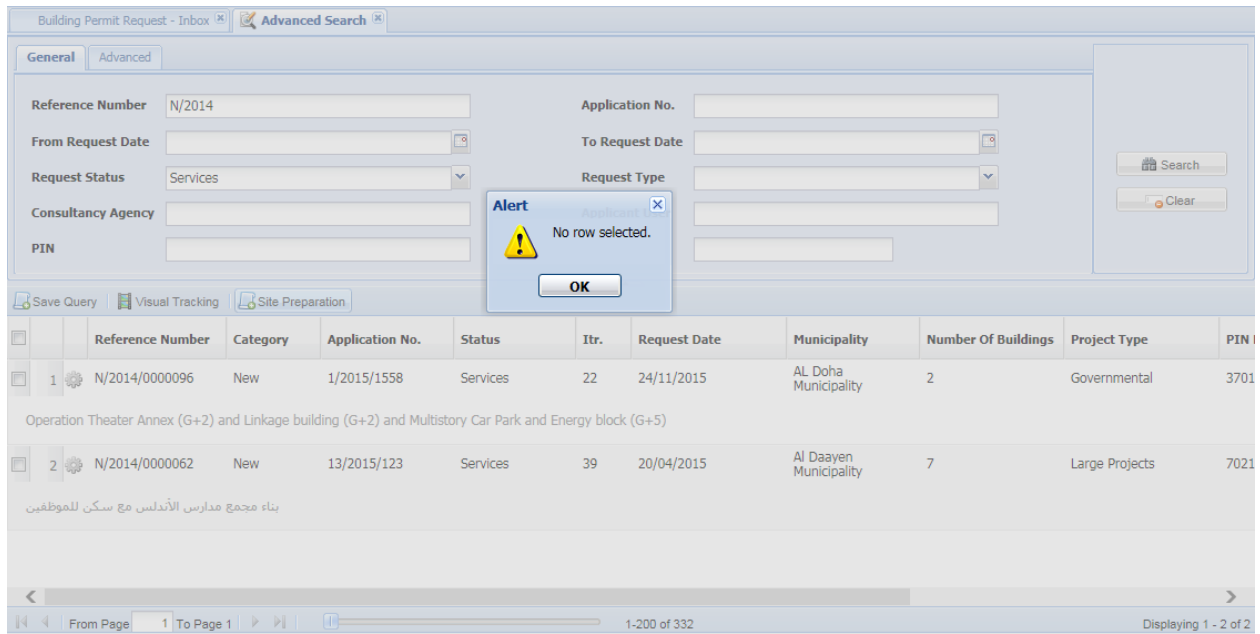 Building Permit Request - Inbox Advanced Search
General Advanced
Reference Number N/2014 Application No.
From Request Date To Request Date
Search
Request Status Services Request Type
Clear
Alert
Consultancy Agency
No row selected.
PIN
OK
Save Query Visual Tracking Site Preparation
Reference Number Category Application No. Status Itr. Request Date Municipality Number Of Buildings Project Type PIN
1 N/2014/0000096 New 1/2015/1558 Services 22 24/11/2015 AL Doha Municipality 2 Governmental 3701
Operation Theater Annex (G+2) and Linkage building (G+2) and Multistory Car Park and Energy block (G+5)
2 N/2014/0000062 New 13/2015/123 Services 39 20/04/2015 Al Daayen Municipality 7 Large Projects 7021
بناء مجمع مدارس الأندلس مع سكن للموظفين
From Page 1 To Page 1 1-200 of 332 Displaying 1 - 2 of 2